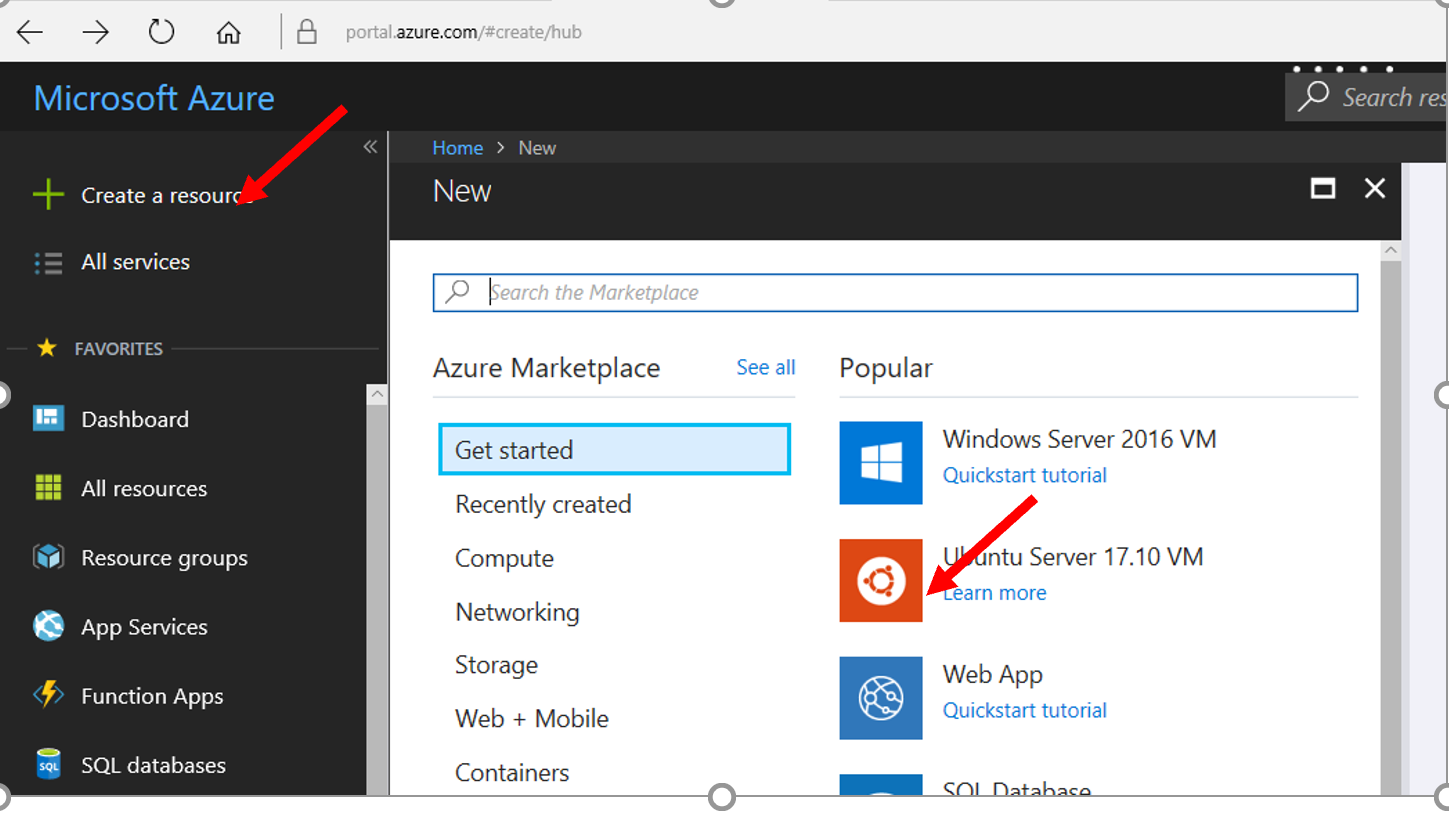 portal.azure.com/#create/hub
Microsoft Azure
Search res
Create a resource
All services
FAVORITES
Dashboard
All resources
Resource groups
App Services
Function Apps
SQL
SQL databases
Home > New
New
Search the Marketplace
Azure Marketplace
See all
Get started
Recently created
Compute
Networking
Storage
Web + Mobile
Containers
Popular
Windows Server 2016 VM
Quickstart tutorial
Ubuntu Server 17.10 VM
Learn more
Web App
Quickstart tutorial
SQL Database